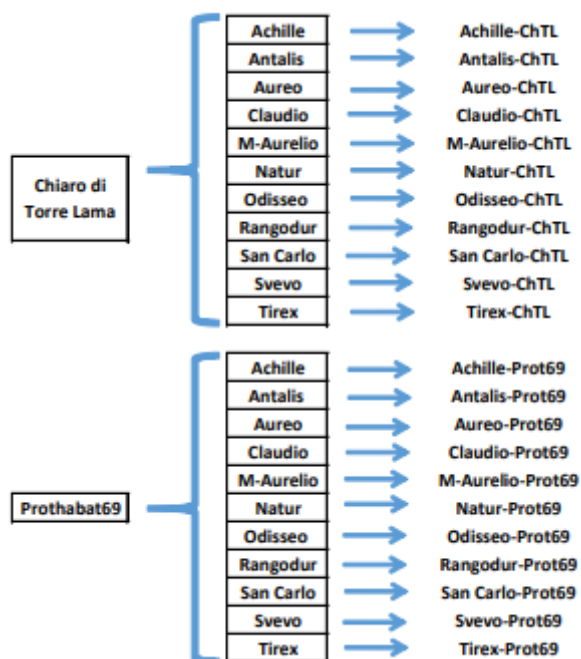 Achille Achille-ChTL
Antalis Antalis-ChTL
Aureo Aureo-ChTL
Claudio Claudio-ChTL
M-Aurelio M-Aurelio-ChTL
Chiaro di
Torre Lama
Natur Natur-ChTL
Odisseo Odisseo-ChTL
Rangodur Rangodur-ChTL
San Carlo San Carlo-ChTL
Svevo Svevo-ChTL
Tirex Tirex-ChTL
Achille Achille-Prot69
Antalis Antalis-Prot69
Aureo Aureo-Prot69
Claudio Claudio-Prot69
M-Aurelio M-Aurelio-Prot69
Prothabat69 Natur Natur-Prot69
Odisseo Odisseo-Prot69
Rangodur Rangodur-Prot69
San Carlo San Carlo-Prot69
Svevo Svevo-Prot69
Tirex Tirex-Prot69